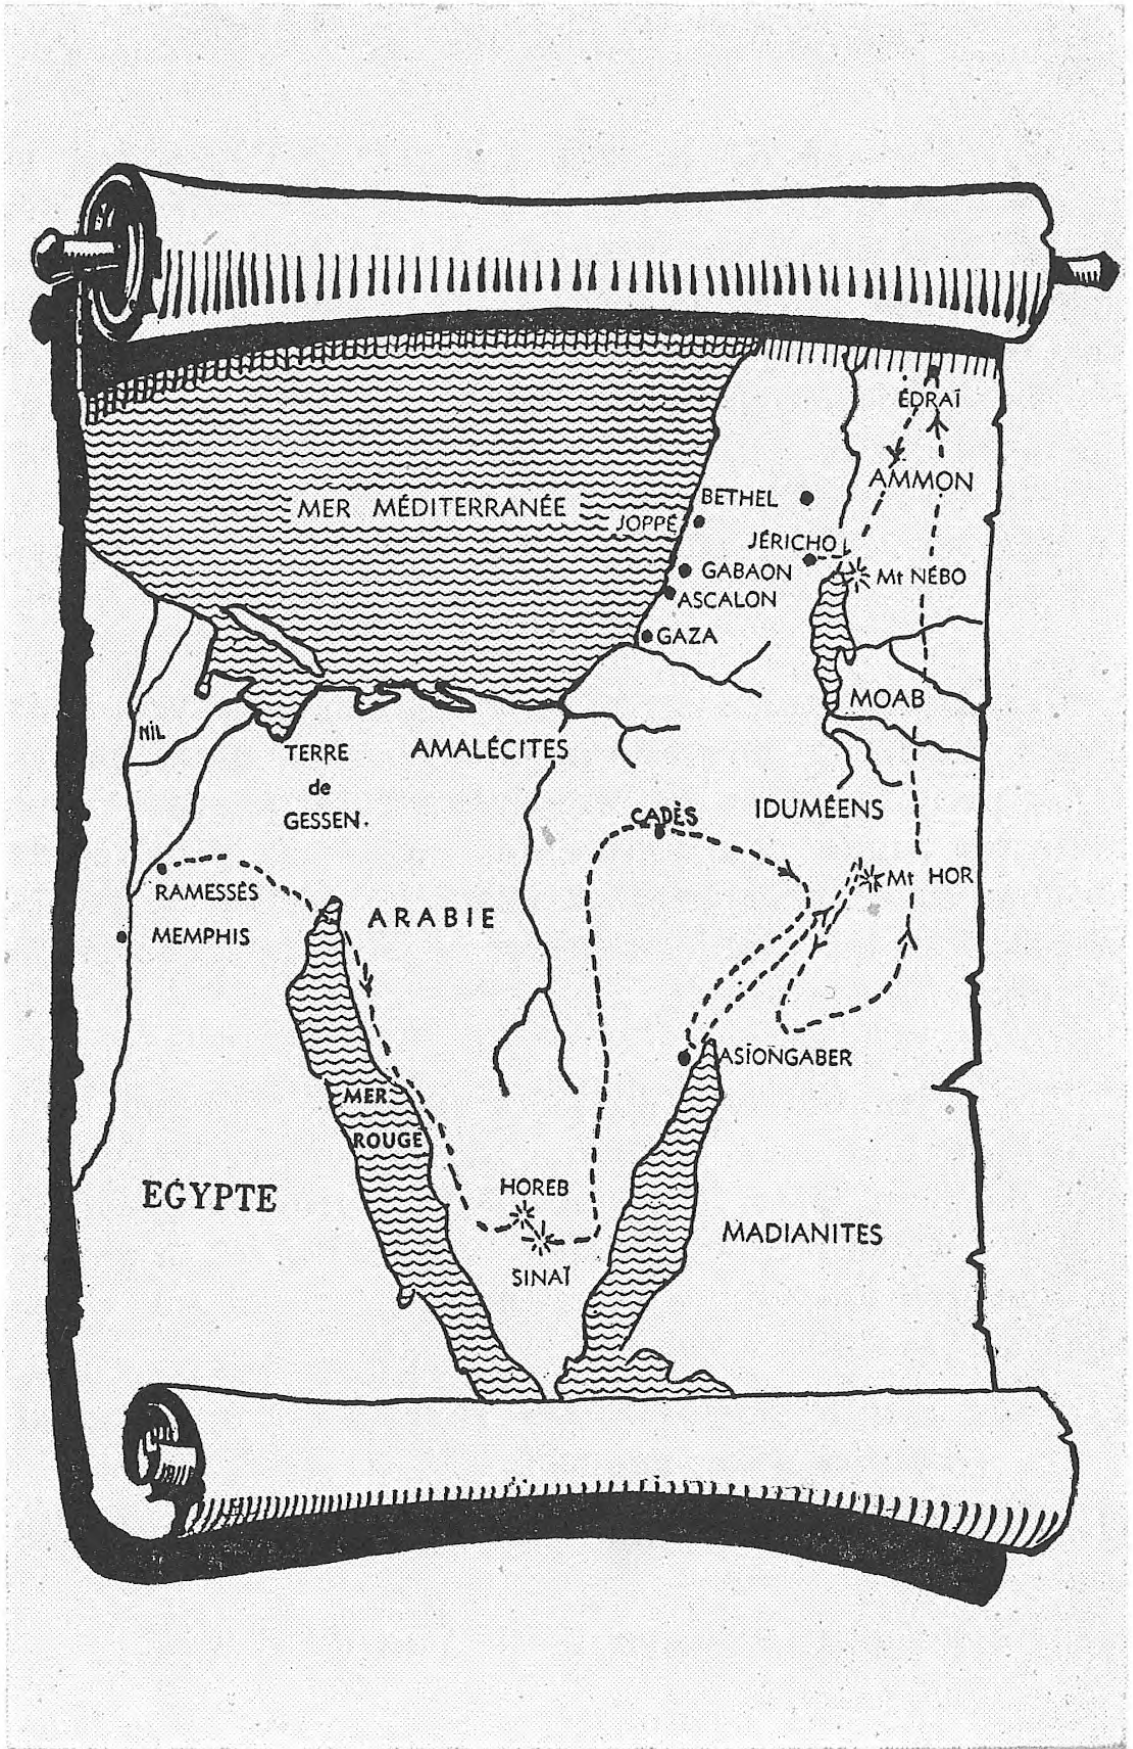 ÉDRAÏ
AMMON
MER MÉDITERRANÉE
BETHEL
JOPPÉ
JÉRICHO
GABAON
Mt NÉBO
ASCALON
GAZA
MOAB
NIL
TERRE
de
GESSEN.
AMALÉCITES
IDUMÉENS
CADÈS
Mt HOR
RAMESSÈS
ARABIE
MEMPHIS
ASÏONGABER
MER
ROUGE
HOREB
EGYPTE
MADIANITES
SINAÏ